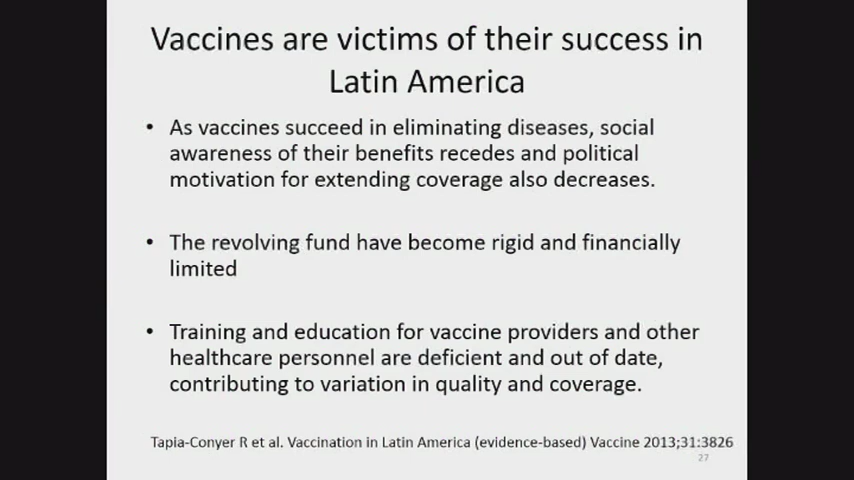 Vaccines are victims of their success in
Latin America
• As vaccines succeed in eliminating diseases, social
awareness of their benefits recedes and political
motivation for extending coverage also decreases.
• The revolving fund have become rigid and financially
limited
• Training and education for vaccine providers and other
healthcare personnel are deficient and out of date,
contributing to variation in quality and coverage.
Tapia-Conyer R et al. Vaccination in Latin America (evidence-based) Vaccine 2013;31:3826
27